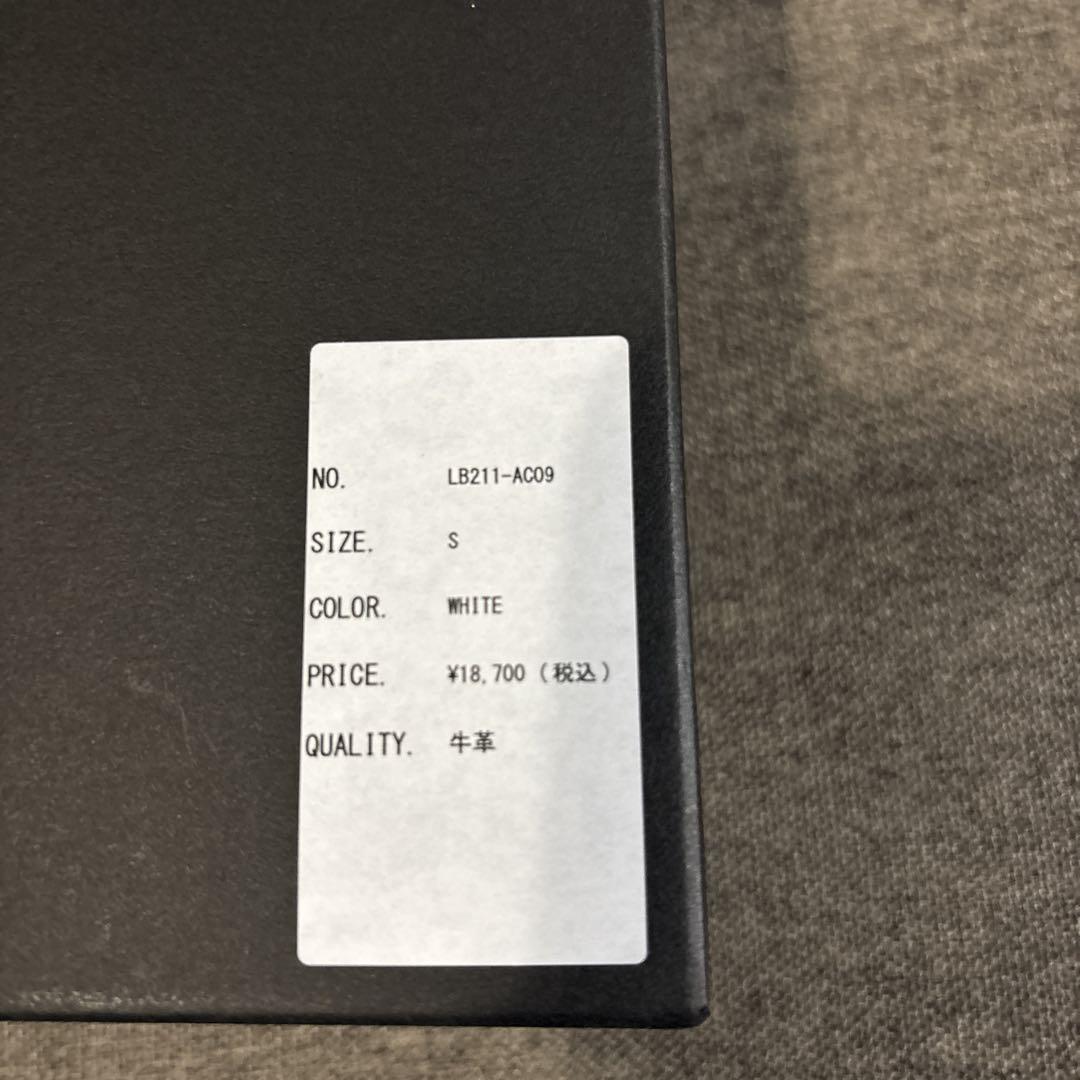 NO. LB211-AC09
SIZE. S
COLOR. WHITE
PRICE. ¥18,700 (税込)
QUALITY. 牛革